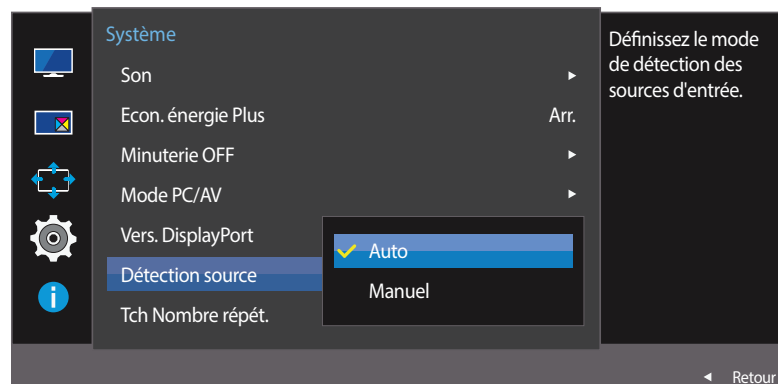 Système
Son
Econ. énergie Plus Arr.
Minuterie OFF
Mode PC/AV
Vers. DisplayPort
Détection source
Tch Nombre répét.
Auto
Manuel
Définissez le mode
de détection des
sources d'entrée.
Retour